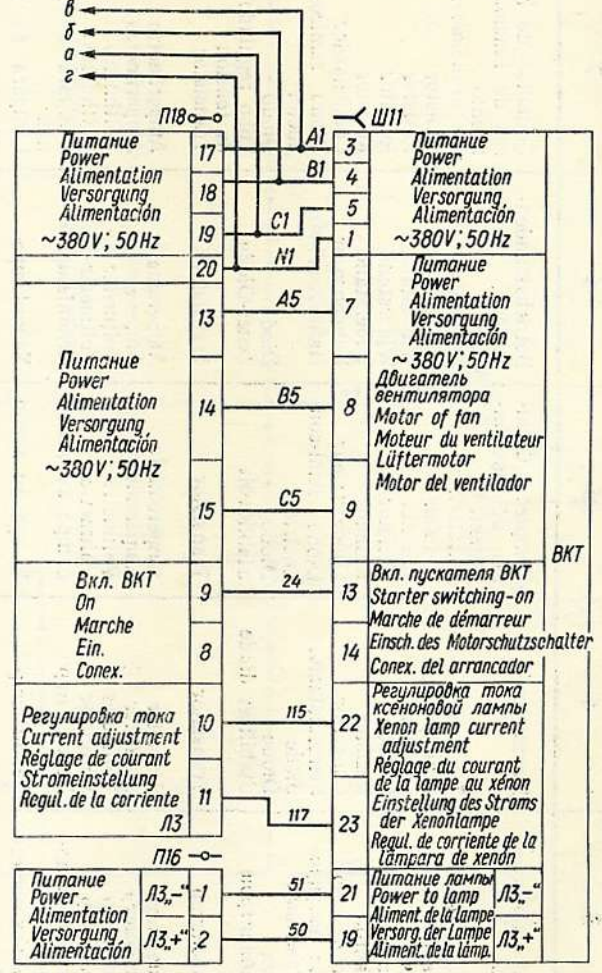 в
б
а
г
П18
Ш11
Питание
Power
Alimentation
Versorgung
Alimentación
~380V; 50Hz
17
18
19
20
A1
B1
C1
N1
3
4
5
1
Питание
Power
Alimentation
Versorgung
Alimentación
~380V; 50Hz
Питание
Power
Alimentation
Versorgung
Alimentación
~380V; 50Hz
13
14
15
A5
B5
C5
7
8
9
Питание
Power
Alimentation
Versorgung
Alimentación
~380V; 50Hz
Двигатель
вентилятора
Motor of fan
Moteur du ventilateur
Lüftermotor
Motor del ventilador
ВКТ
Вкл. ВКТ
On
Marche
Ein.
Conex.
9
8
24
13
14
Вкл. пускателя ВКТ
Starter switching-on
Marche de démarreur
Einsch. des Motorschutzschalter
Conex. del arrancador
Регулировка тока
Current adjustment
Réglage de courant
Stromeinstellung
Regul. de la corriente
Л3
10
11
115
117
22
23
Регулировка тока
ксеноновой лампы
Xenon lamp current
adjustment
Réglage du courant
de la lampe au xénon
Einstellung des Stroms
der Xenonlampe
Regul. de corriente de la
lámpara de xenón
П16
Питание
Power
Alimentation
Versorgung
Alimentación
Л3„-“
Л3„+“
1
2
51
50
21
19
Питание лампы
Power to lamp
Aliment. de la lampe
Versorg. der Lampe
Aliment. de la lámp.
Л3„-“
Л3„+“